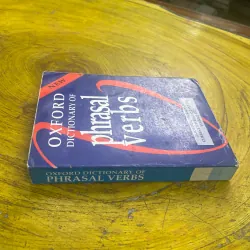 NEW
OXFORD
DICTIONARY OF
phrasal
verbs
OXFORD DICTIONARY OF
PHRASAL VERBS